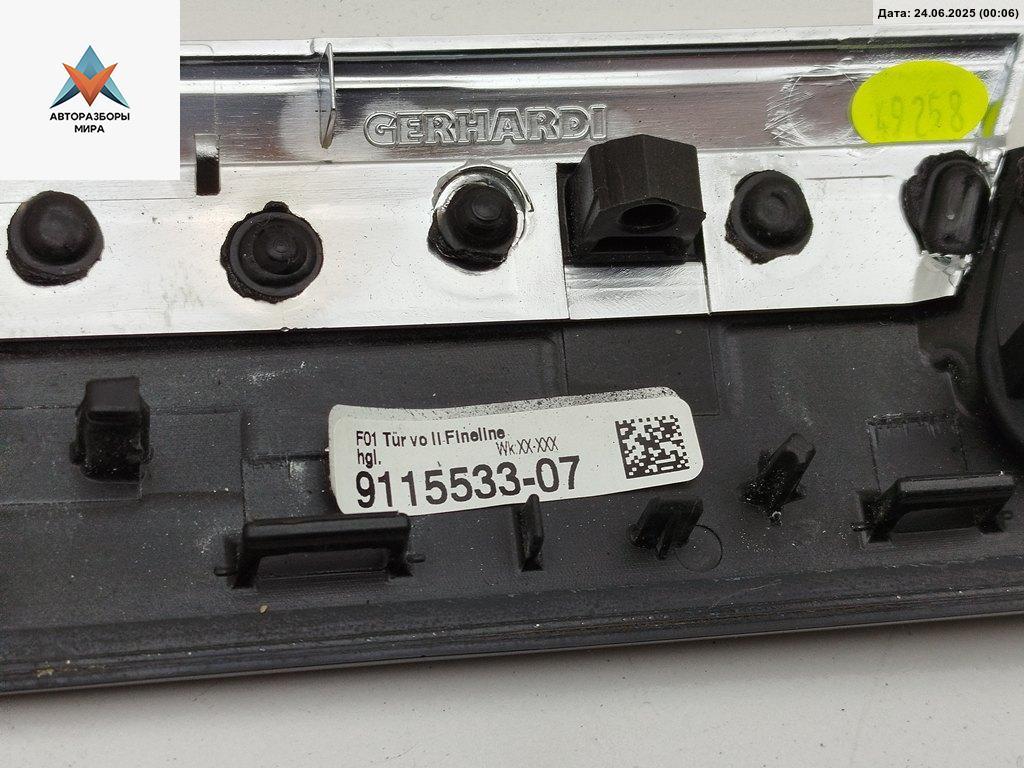 Дата: 24.06.2025 (00:06)
АВТОРАЗБОРЫ
МИРА
GERHARDI
49258
F01 Tür vo li Fineline
hgl.
Wk:XX-XXX
9115533-07